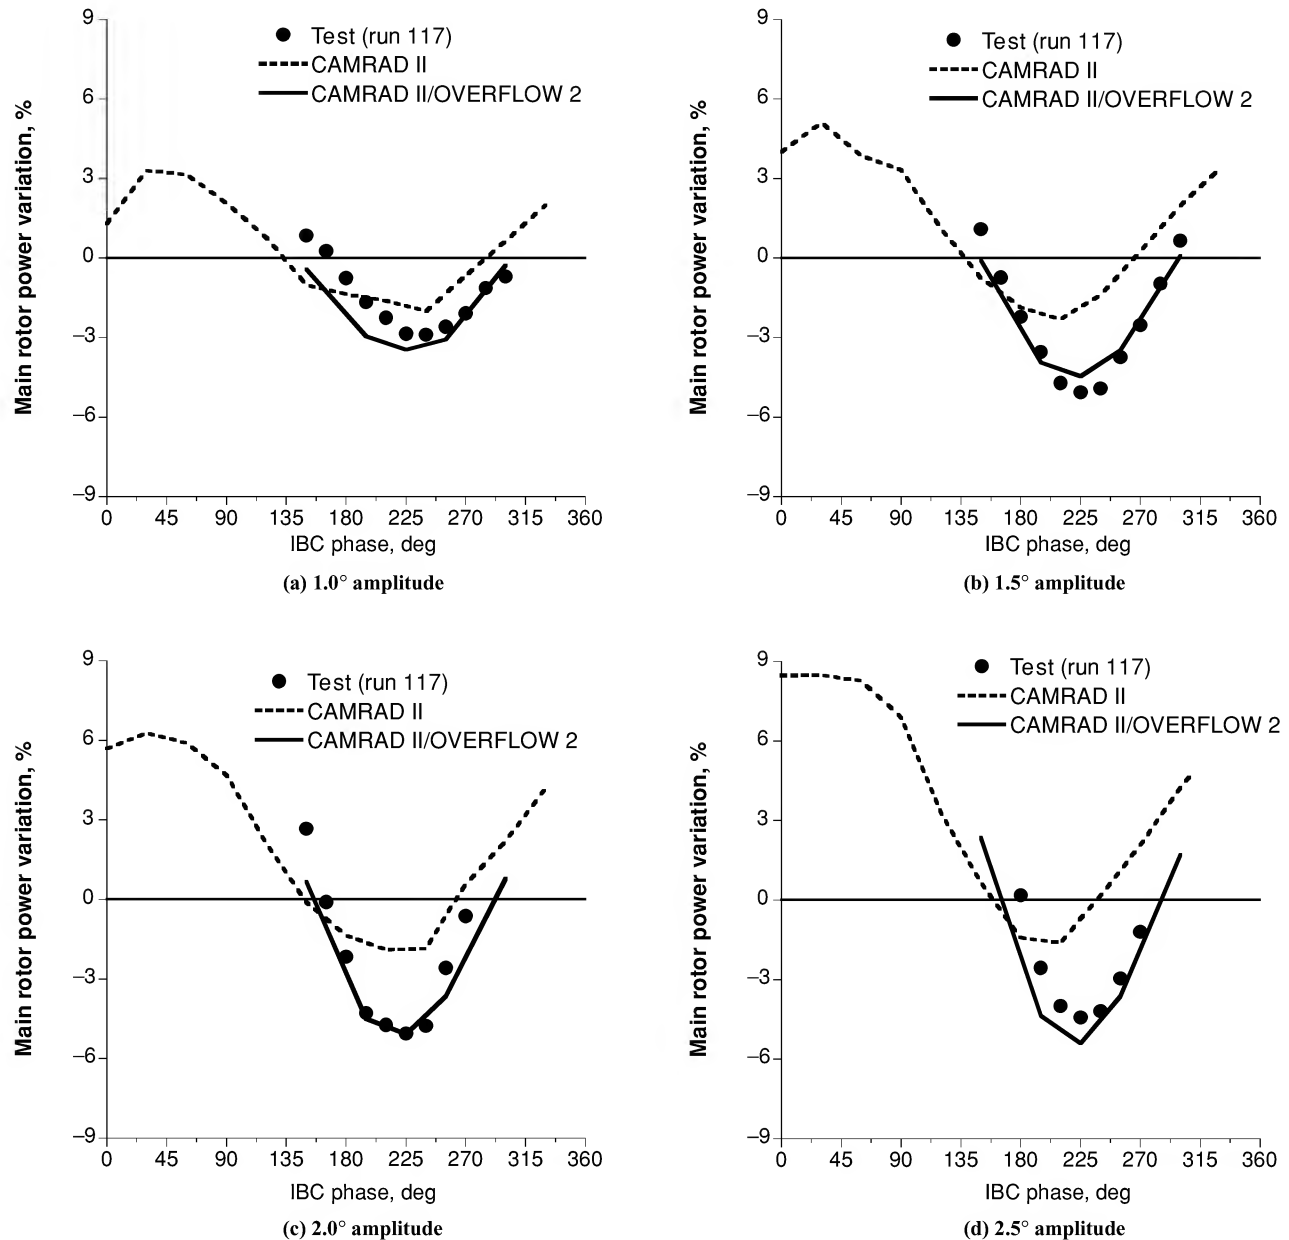 Main rotor power variation, %
9
6
3
0
–3
–6
–9
Test (run 117)
CAMRAD II
CAMRAD II/OVERFLOW 2
0 45 90 135 180 225 270 315 360
IBC phase, deg
(a) 1.0° amplitude
Main rotor power variation, %
9
6
3
0
–3
–6
–9
Test (run 117)
CAMRAD II
CAMRAD II/OVERFLOW 2
0 45 90 135 180 225 270 315 360
IBC phase, deg
(b) 1.5° amplitude
Main rotor power variation, %
9
6
3
0
–3
–6
–9
Test (run 117)
CAMRAD II
CAMRAD II/OVERFLOW 2
0 45 90 135 180 225 270 315 360
IBC phase, deg
(c) 2.0° amplitude
Main rotor power variation, %
9
6
3
0
–3
–6
–9
Test (run 117)
CAMRAD II
CAMRAD II/OVERFLOW 2
0 45 90 135 180 225 270 315 360
IBC phase, deg
(d) 2.5° amplitude